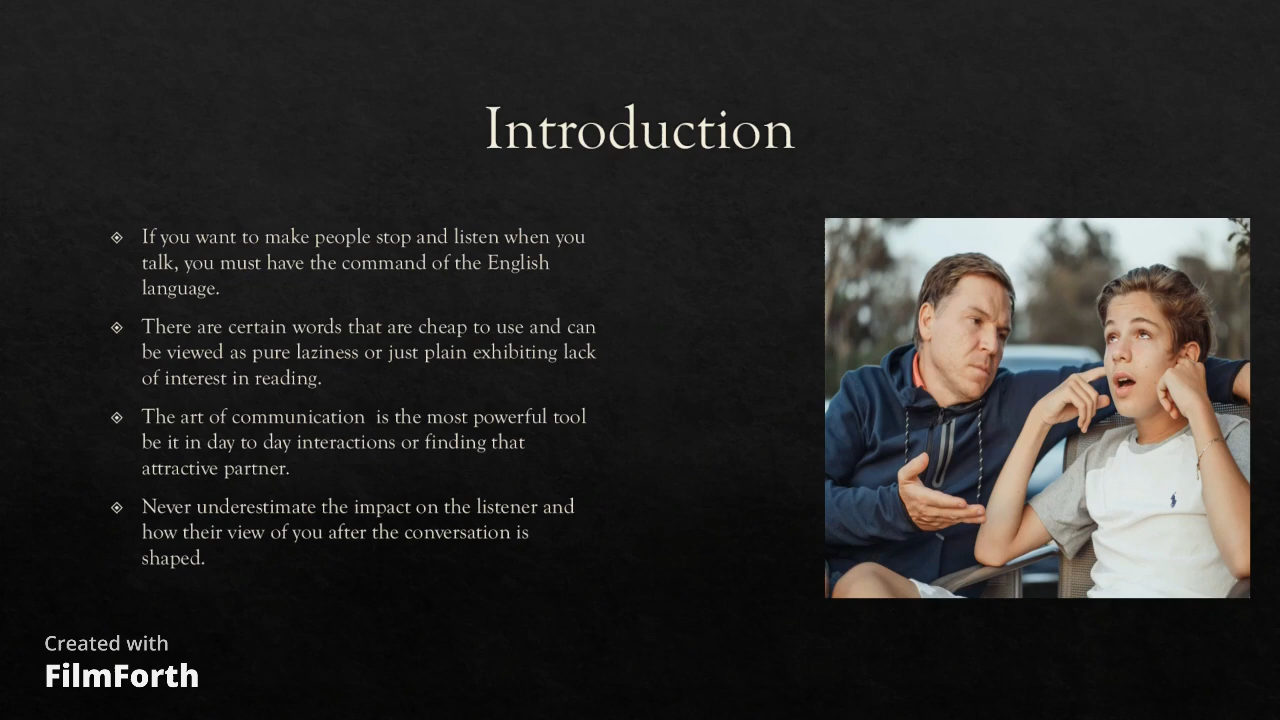 Introduction
If you want to make people stop and listen when you
talk, you must have the command of the English
language.
There are certain words that are cheap to use and can
be viewed as pure laziness or just plain exhibiting lack
of interest in reading.
The art of communication  is the most powerful tool
be it in day to day interactions or finding that
attractive partner.
Never underestimate the impact on the listener and
how their view of you after the conversation is
shaped.
Created with
FilmForth